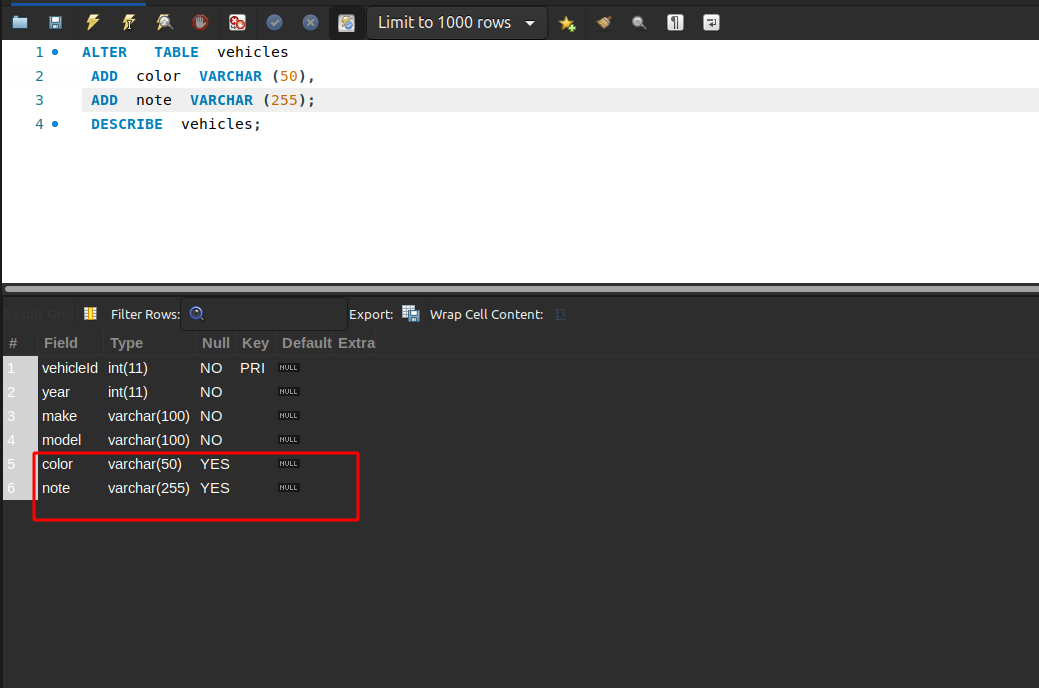 Limit to 1000 rows
1 ALTER TABLE vehicles
2 ADD color VARCHAR (50),
3 ADD note VARCHAR (255);
4 DESCRIBE vehicles;
Result Grid Filter Rows: Export: Wrap Cell Content:
# Field Type Null Key Default Extra
1 vehicleId int(11) NO PRI NULL
2 year int(11) NO NULL
3 make varchar(100) NO NULL
4 model varchar(100) NO NULL
5 color varchar(50) YES NULL
6 note varchar(255) YES NULL